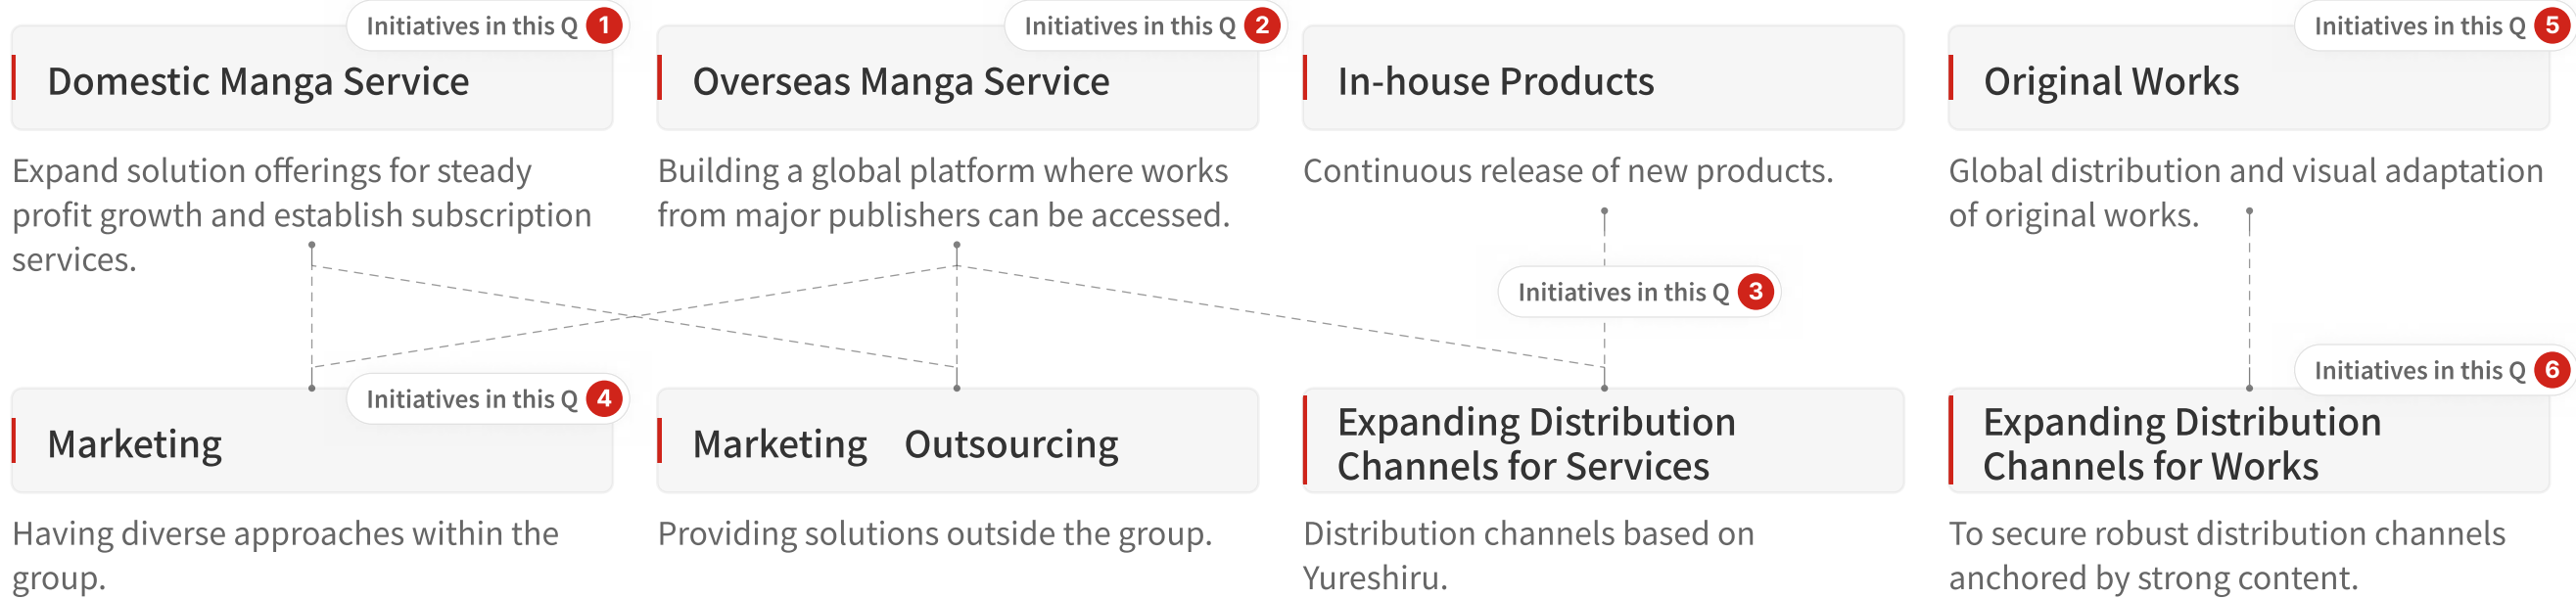 Initiatives in this Q 1
Domestic Manga Service
Expand solution offerings for steady
profit growth and establish subscription
services.
Initiatives in this Q 2
Overseas Manga Service
Building a global platform where works
from major publishers can be accessed.
In-house Products
Continuous release of new products.
Initiatives in this Q 3
Initiatives in this Q 5
Original Works
Global distribution and visual adaptation
of original works.
Initiatives in this Q 4
Marketing
Having diverse approaches within the
group.
Marketing Outsourcing
Providing solutions outside the group.
Expanding Distribution
Channels for Services
Distribution channels based on
Yureshiru.
Initiatives in this Q 6
Expanding Distribution
Channels for Works
To secure robust distribution channels
anchored by strong content.